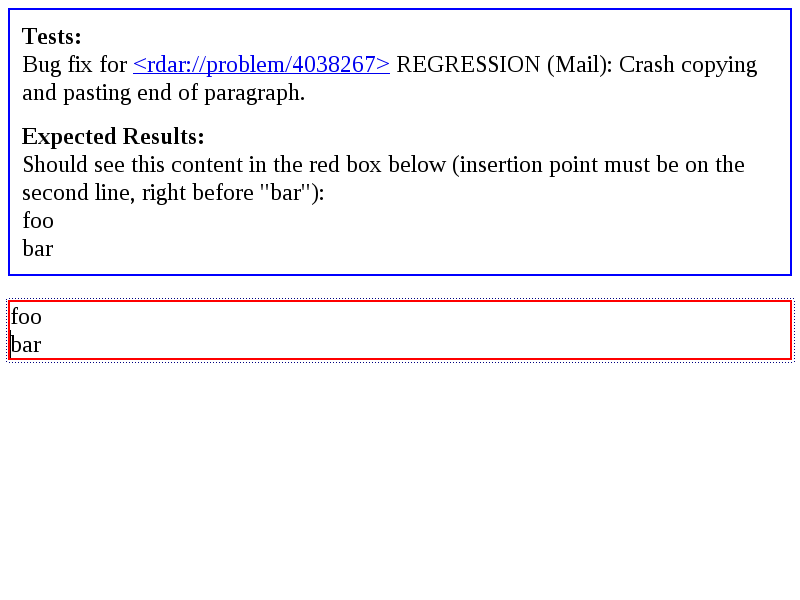 Tests:
Bug fix for <rdar://problem/4038267> REGRESSION (Mail): Crash copying
and pasting end of paragraph.
Expected Results:
Should see this content in the red box below (insertion point must be on the
second line, right before "bar"):
foo
bar
foo
bar